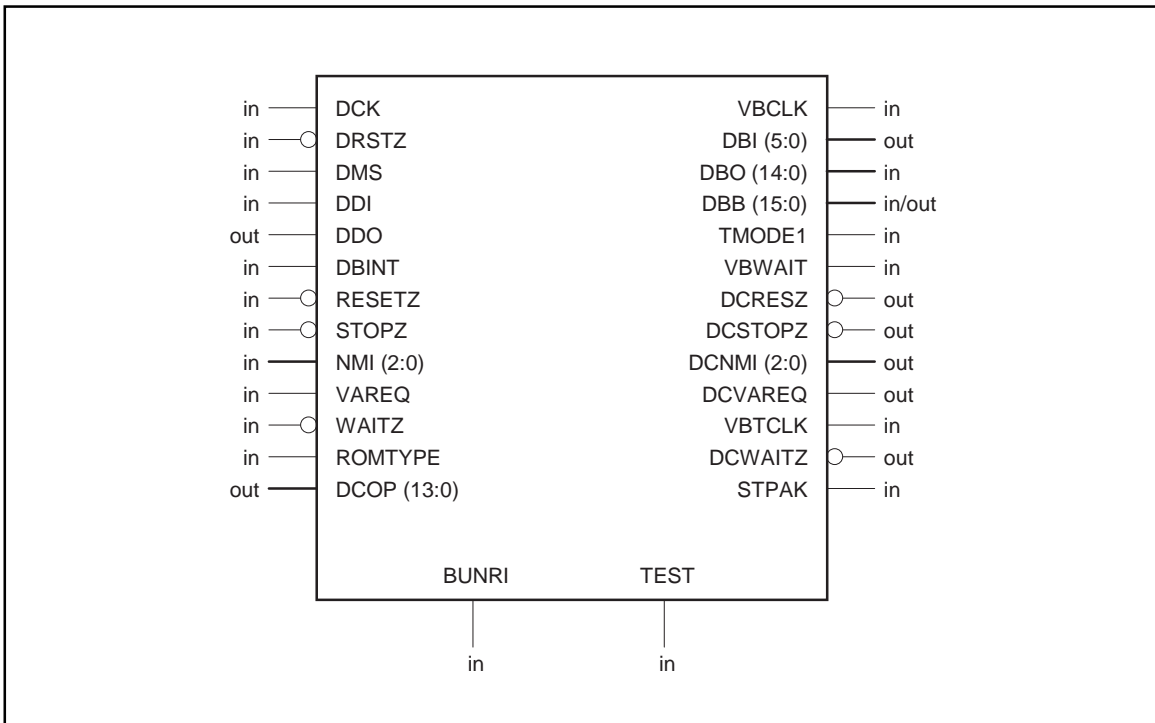 in DCK VBCLK in
in DRSTZ DBI (5:0) out
in DMS DBO (14:0) in
in DDI DBB (15:0) in/out
out DDO TMODE1 in
in DBINT VBWAIT in
in RESETZ DCRESZ out
in STOPZ DCSTOPZ out
in NMI (2:0) DCNMI (2:0) out
in VAREQ DCVAREQ out
in WAITZ VBTCLK in
in ROMTYPE DCWAITZ out
out DCOP (13:0) STPAK in
BUNRI TEST
in in